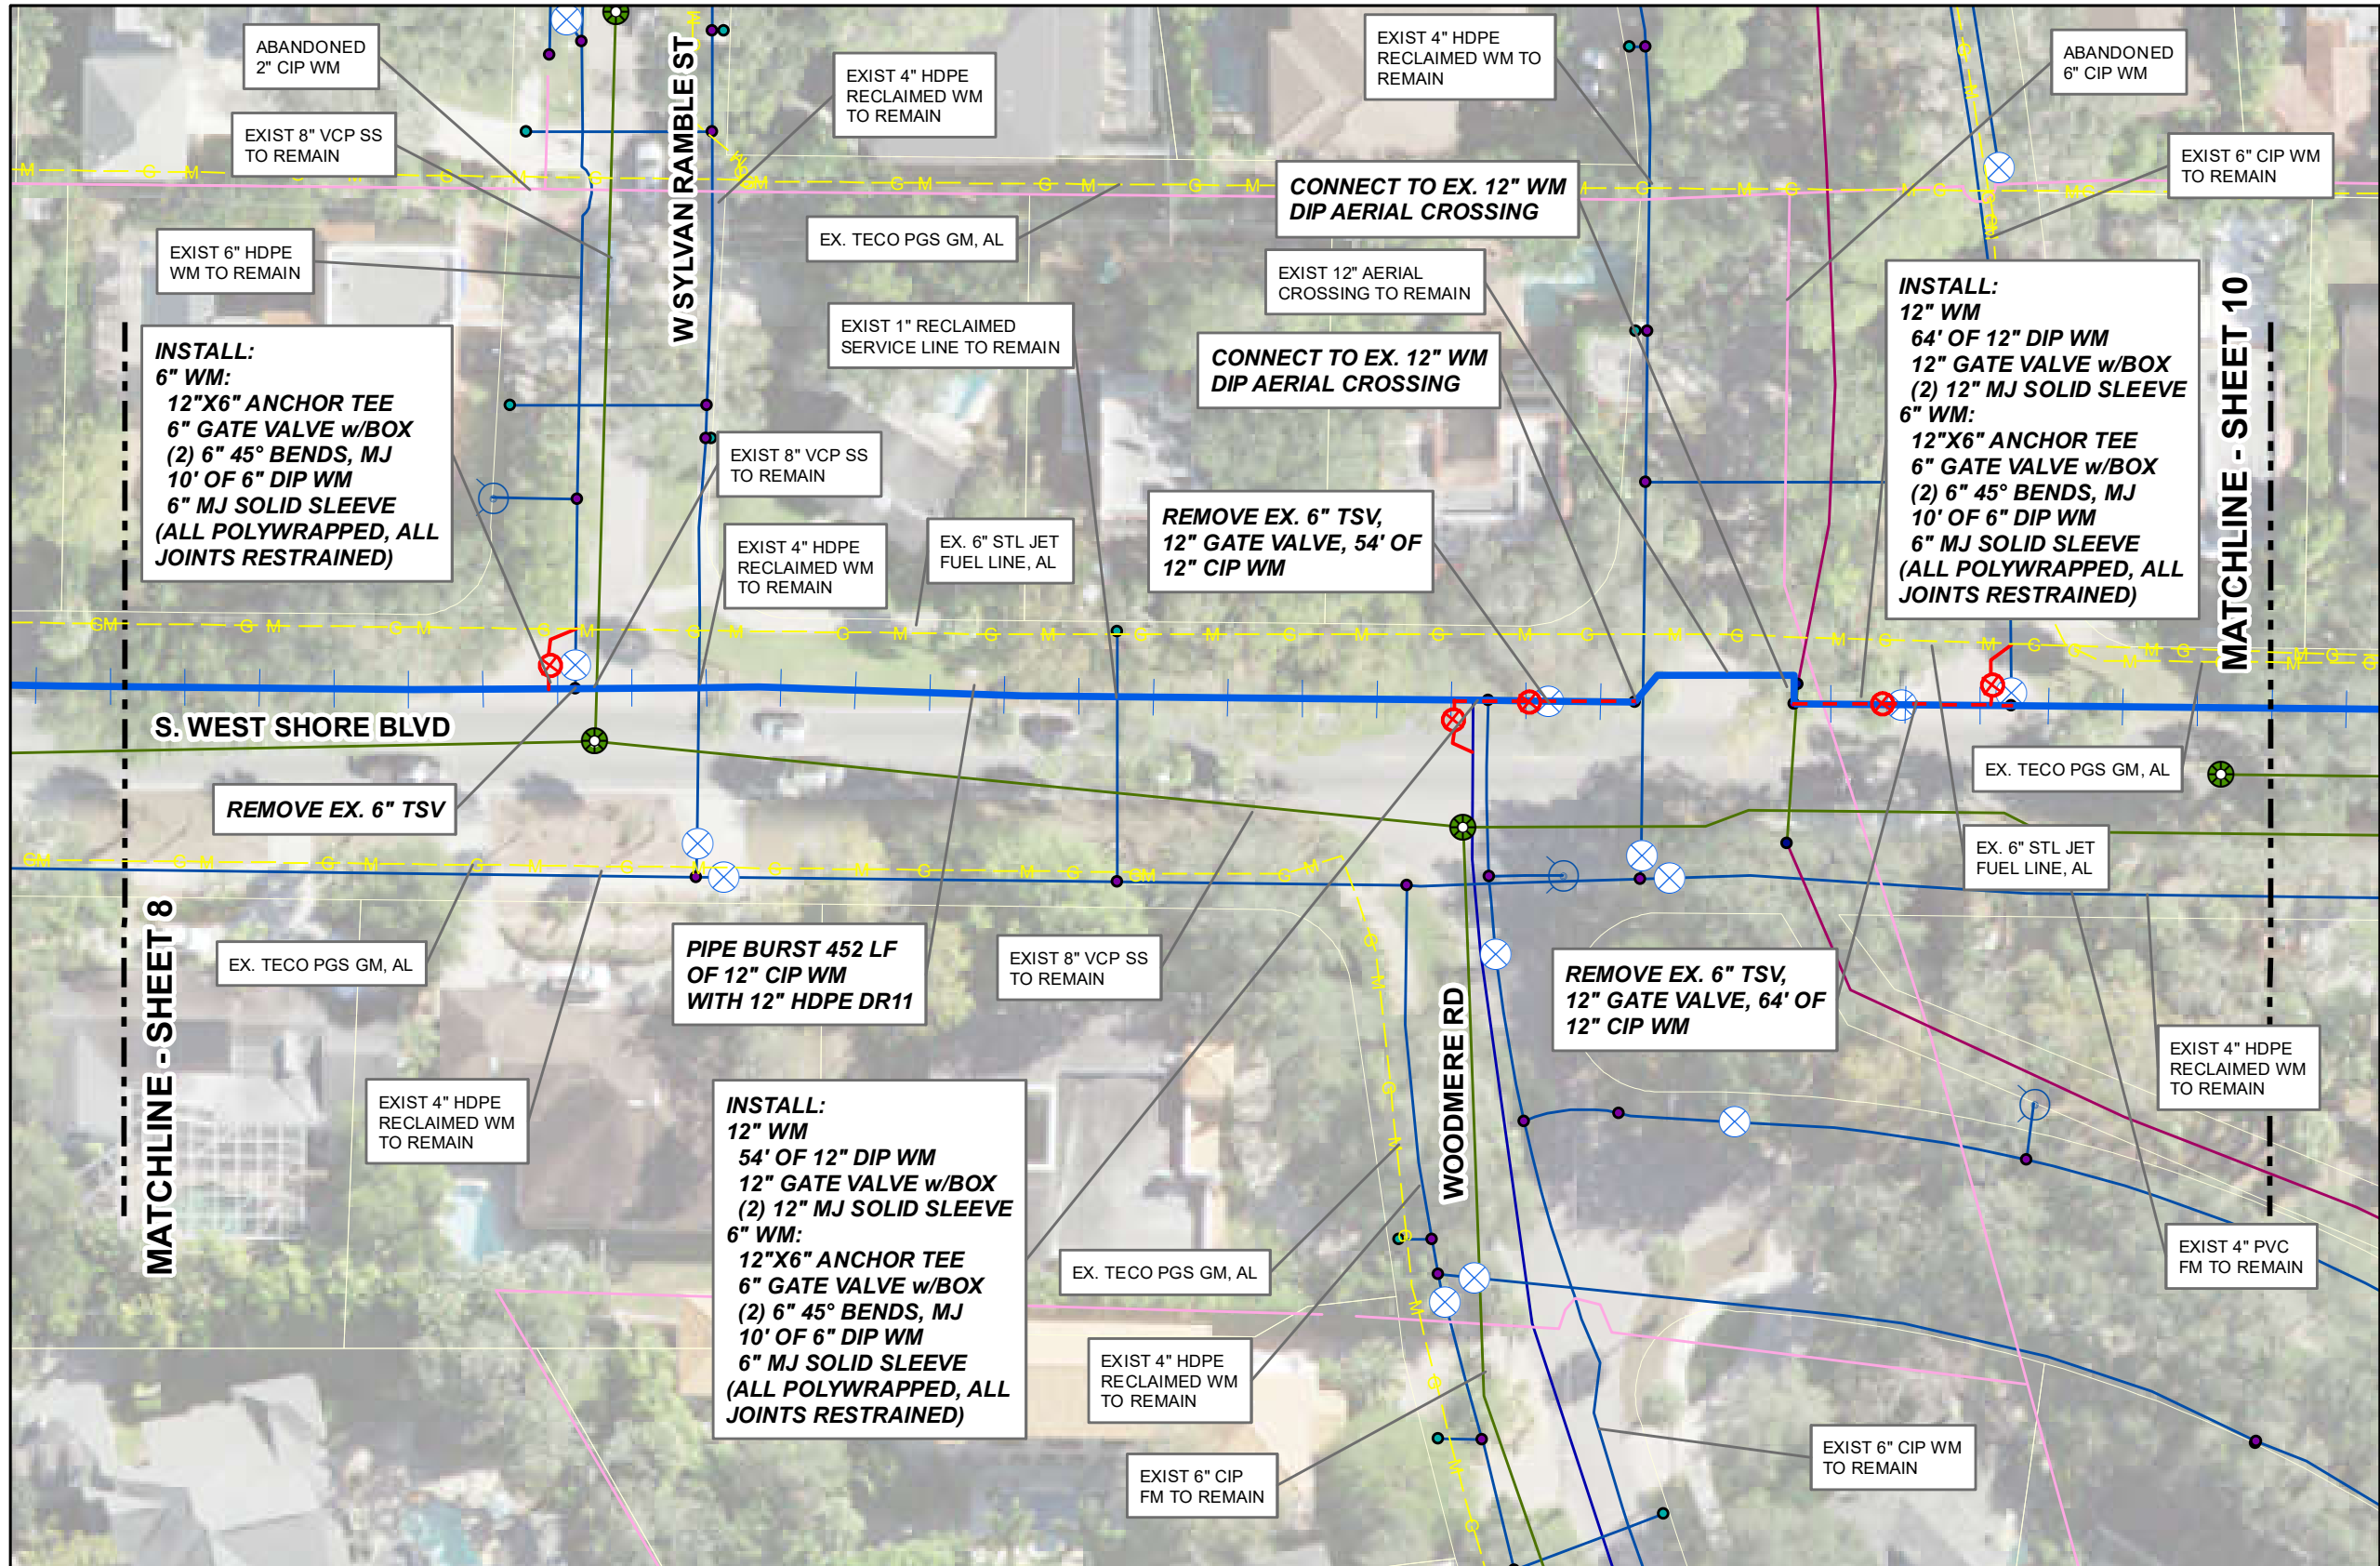 ABANDONED
2" CIP WM
EXIST 8" VCP SS
TO REMAIN
W SYLVAN RAMBLE ST
EXIST 4" HDPE
RECLAIMED WM
TO REMAIN
EXIST 4" HDPE
RECLAIMED WM TO
REMAIN
ABANDONED
6" CIP WM
EXIST 6" CIP WM
TO REMAIN
CONNECT TO EX. 12" WM
DIP AERIAL CROSSING
EX. TECO PGS GM, AL
EXIST 6" HDPE
WM TO REMAIN
EXIST 12" AERIAL
CROSSING TO REMAIN
INSTALL:
6" WM:
12"X6" ANCHOR TEE
6" GATE VALVE w/BOX
(2) 6" 45° BENDS, MJ
10' OF 6" DIP WM
6" MJ SOLID SLEEVE
(ALL POLYWRAPPED, ALL
JOINTS RESTRAINED)
EXIST 1" RECLAIMED
SERVICE LINE TO REMAIN
CONNECT TO EX. 12" WM
DIP AERIAL CROSSING
INSTALL:
12" WM
64' OF 12" DIP WM
12" GATE VALVE w/BOX
(2) 12" MJ SOLID SLEEVE
6" WM:
12"X6" ANCHOR TEE
6" GATE VALVE w/BOX
(2) 6" 45° BENDS, MJ
10' OF 6" DIP WM
6" MJ SOLID SLEEVE
(ALL POLYWRAPPED, ALL
JOINTS RESTRAINED)
MATCHLINE - SHEET 10
EXIST 8" VCP SS
TO REMAIN
EXIST 4" HDPE
RECLAIMED WM
TO REMAIN
EX. 6" STL JET
FUEL LINE, AL
REMOVE EX. 6" TSV,
12" GATE VALVE, 54' OF
12" CIP WM
S. WEST SHORE BLVD
REMOVE EX. 6" TSV
EX. TECO PGS GM, AL
EX. 6" STL JET
FUEL LINE, AL
MATCHLINE - SHEET 8
EX. TECO PGS GM, AL
PIPE BURST 452 LF
OF 12" CIP WM
WITH 12" HDPE DR11
EXIST 8" VCP SS
TO REMAIN
REMOVE EX. 6" TSV,
12" GATE VALVE, 64' OF
12" CIP WM
WOODMERE RD
EXIST 4" HDPE
RECLAIMED WM
TO REMAIN
EXIST 4" HDPE
RECLAIMED WM
TO REMAIN
INSTALL:
12" WM
54' OF 12" DIP WM
12" GATE VALVE w/BOX
(2) 12" MJ SOLID SLEEVE
6" WM:
12"X6" ANCHOR TEE
6" GATE VALVE w/BOX
(2) 6" 45° BENDS, MJ
10' OF 6" DIP WM
6" MJ SOLID SLEEVE
(ALL POLYWRAPPED, ALL
JOINTS RESTRAINED)
EX. TECO PGS GM, AL
EXIST 4" PVC
FM TO REMAIN
EXIST 4" HDPE
RECLAIMED WM
TO REMAIN
EXIST 6" CIP
FM TO REMAIN
EXIST 6" CIP WM
TO REMAIN